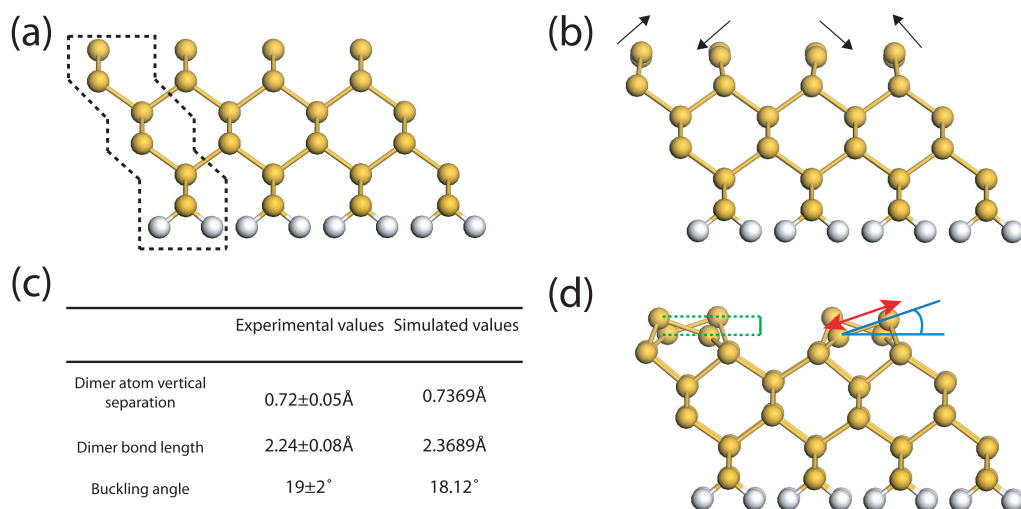 (a)
(b)
(c)
Experimental values Simulated values
Dimer atom vertical
separation
0.72±0.05Å 0.7369Å
Dimer bond length 2.24±0.08Å 2.3689Å
Buckling angle 19±2° 18.12°
(d)